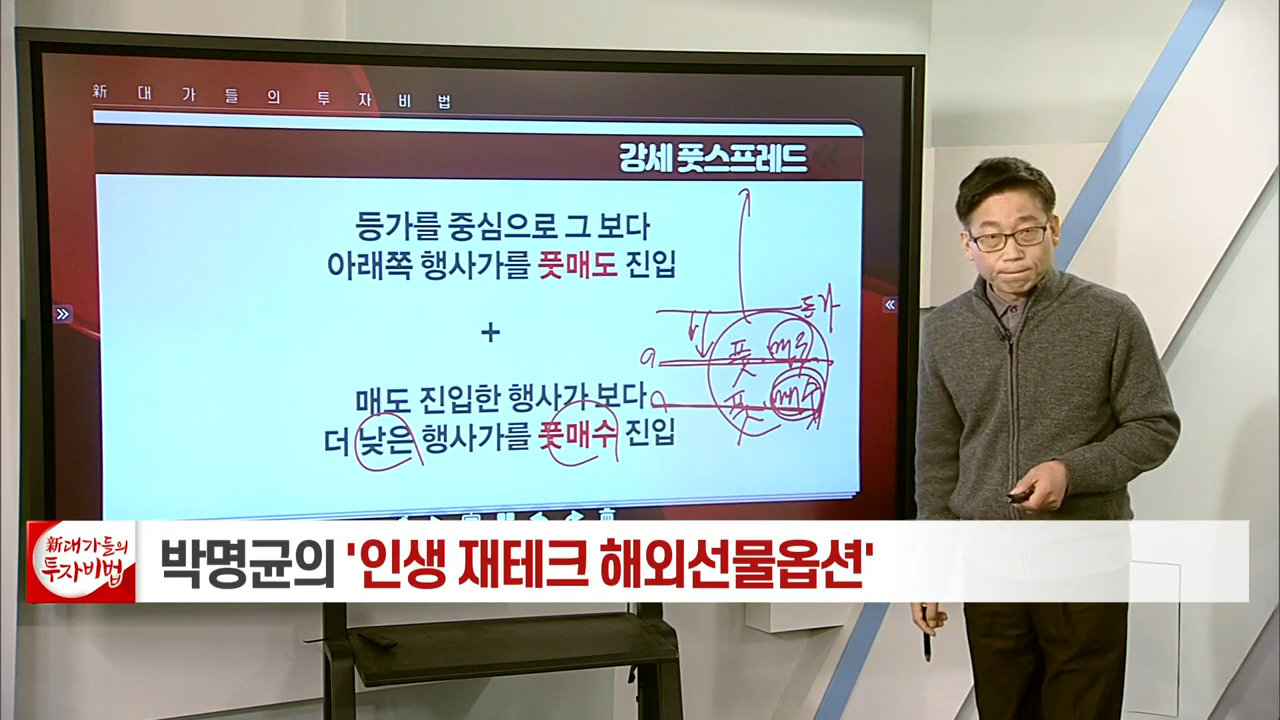 新 대 가 들 의 투 자 비 법
강세 풋스프레드
등가를 중심으로 그 보다
아래쪽 행사가를 풋매도 진입
+
매도 진입한 행사가 보다
더 낮은 행사가를 풋매수 진입
등가
풋 매도
풋 매수
新대가들의
투자비법
박명균의 '인생 재테크 해외선물옵션'